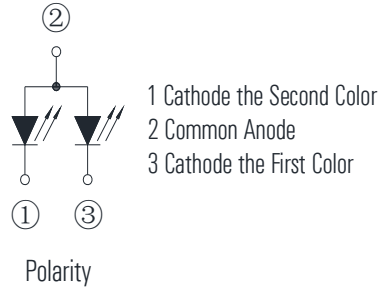 ②
1 Cathode the Second Color
2 Common Anode
3 Cathode the First Color
① ③
Polarity